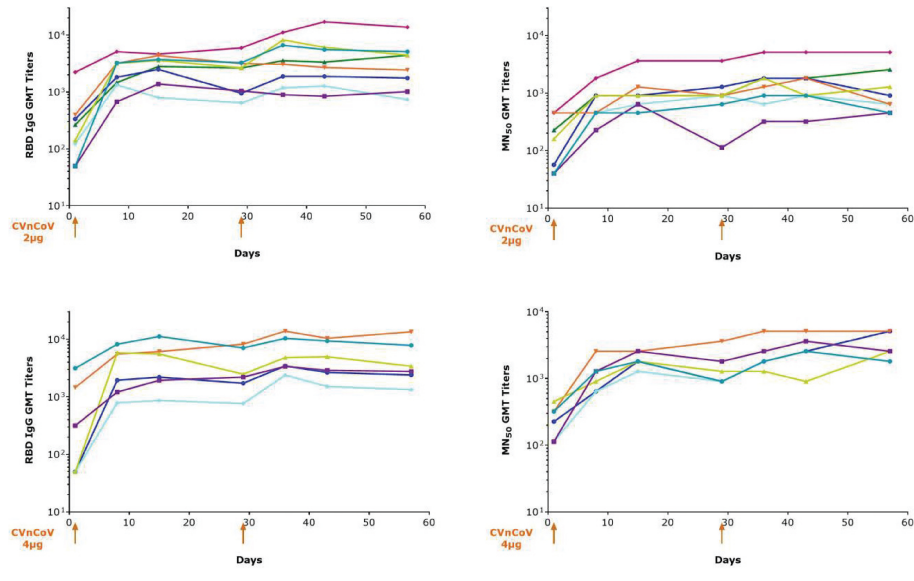 RBD IgG GMT Titers
10⁴
10³
10²
10¹
0 10 20 30 40 50 60
CVnCoV
2µg
Days
MN₅₀ GMT Titers
10⁴
10³
10²
10¹
0 10 20 30 40 50 60
CVnCoV
2µg
Days
RBD IgG GMT Titers
10⁴
10³
10²
10¹
0 10 20 30 40 50 60
CVnCoV
4µg
Days
MN₅₀ GMT Titers
10⁴
10³
10²
10¹
0 10 20 30 40 50 60
CVnCoV
4µg
Days